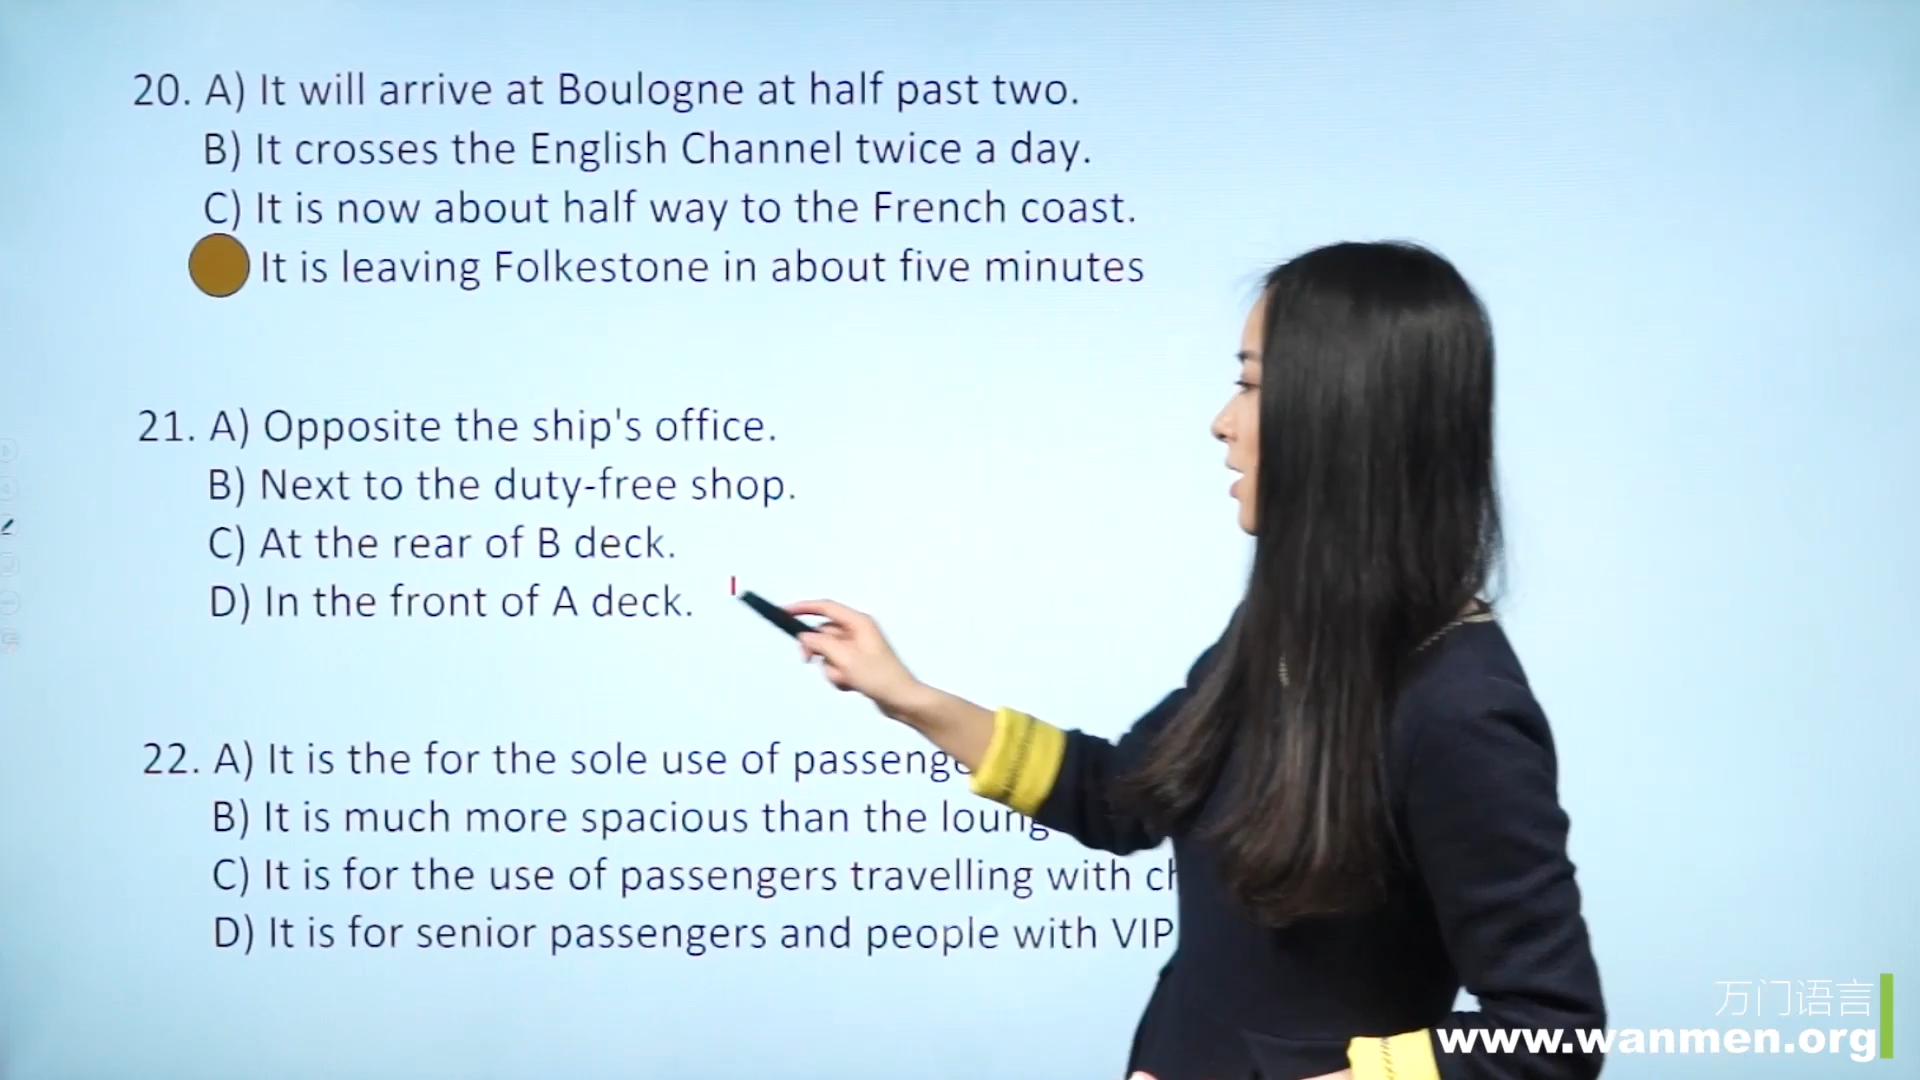 20. A) It will arrive at Boulogne at half past two.
B) It crosses the English Channel twice a day.
C) It is now about half way to the French coast.
It is leaving Folkestone in about five minutes
21. A) Opposite the ship's office.
B) Next to the duty-free shop.
C) At the rear of B deck.
D) In the front of A deck.
22. A) It is the for the sole use of
B) It is much more spacious than the
C) It is for the use of passengers travelling with
D) It is for senior passengers and people with VIP
万门语言
www.wanmen.org